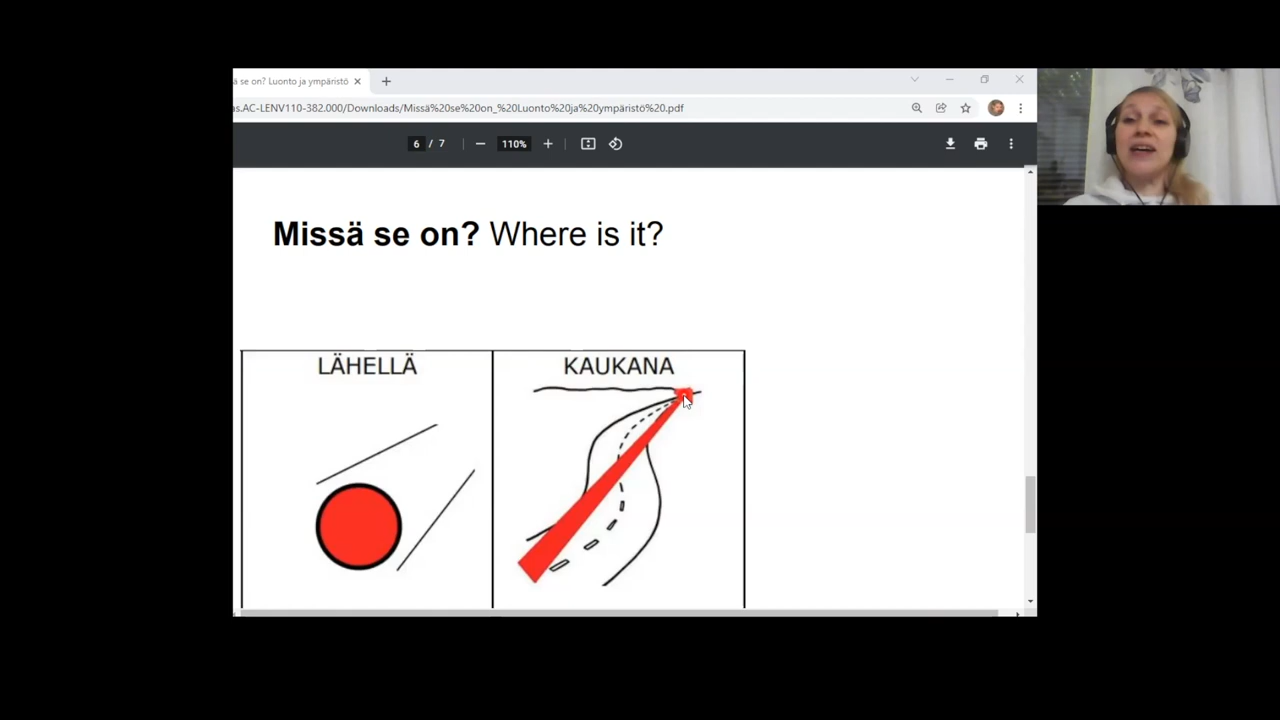 ä se on? Luonto ja ympäristö
as.AC-LENV110-382.000/Downloads/Missä%20se%20on_%20Luonto%20ja%20ympäristö%20.pdf
6 / 7
110%
Missä se on? Where is it?
LÄHELLÄ
KAUKANA